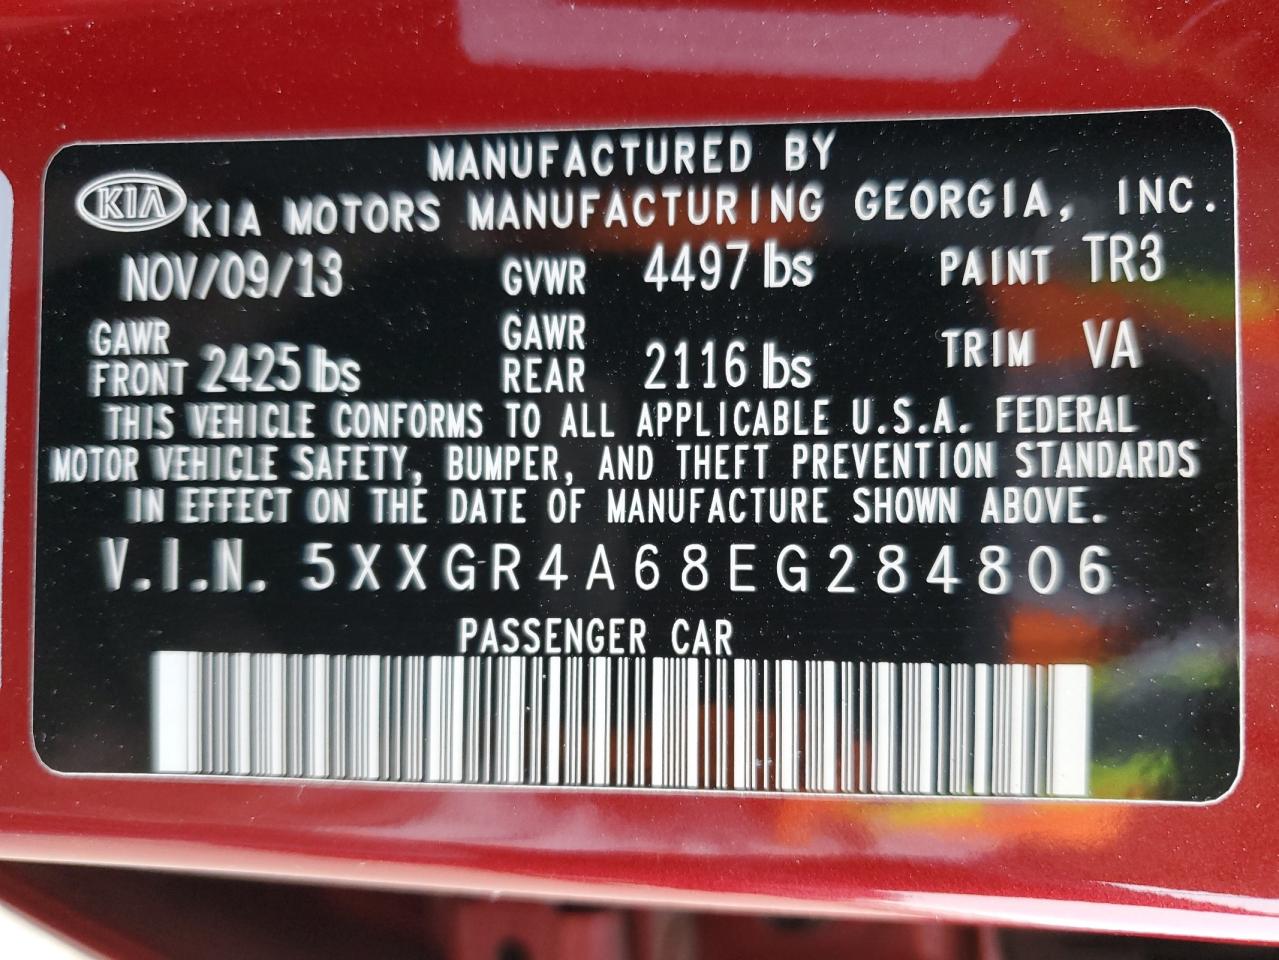 MANUFACTURED BY
KIA KIA MOTORS MANUFACTURING GEORGIA, INC.
NOV/09/13 GVWR 4497 lbs PAINT TR3
GAWR FRONT 2425 lbs GAWR REAR 2116 lbs TRIM VA
THIS VEHICLE CONFORMS TO ALL APPLICABLE U.S.A. FEDERAL
MOTOR VEHICLE SAFETY, BUMPER, AND THEFT PREVENTION STANDARDS
IN EFFECT ON THE DATE OF MANUFACTURE SHOWN ABOVE.
V.I.N. 5XXGR4A68EG284806
PASSENGER CAR